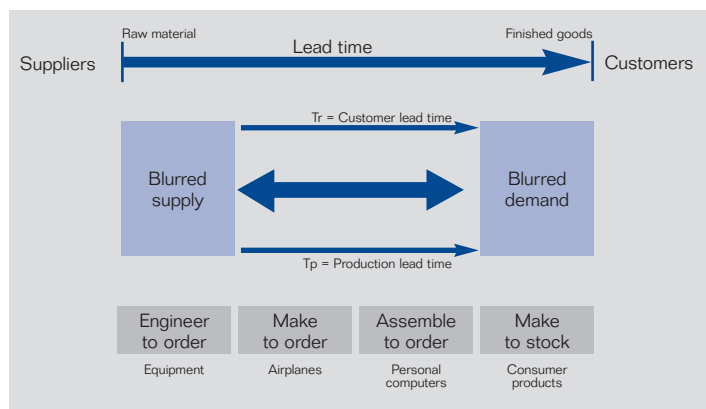 Raw material
Finished goods
Suppliers
Lead time
Customers
Tr = Customer lead time
Blurred
supply
Blurred
demand
Tp = Production lead time
Engineer
to order
Make
to order
Assemble
to order
Make
to stock
Equipment
Airplanes
Personal
computers
Consumer
products